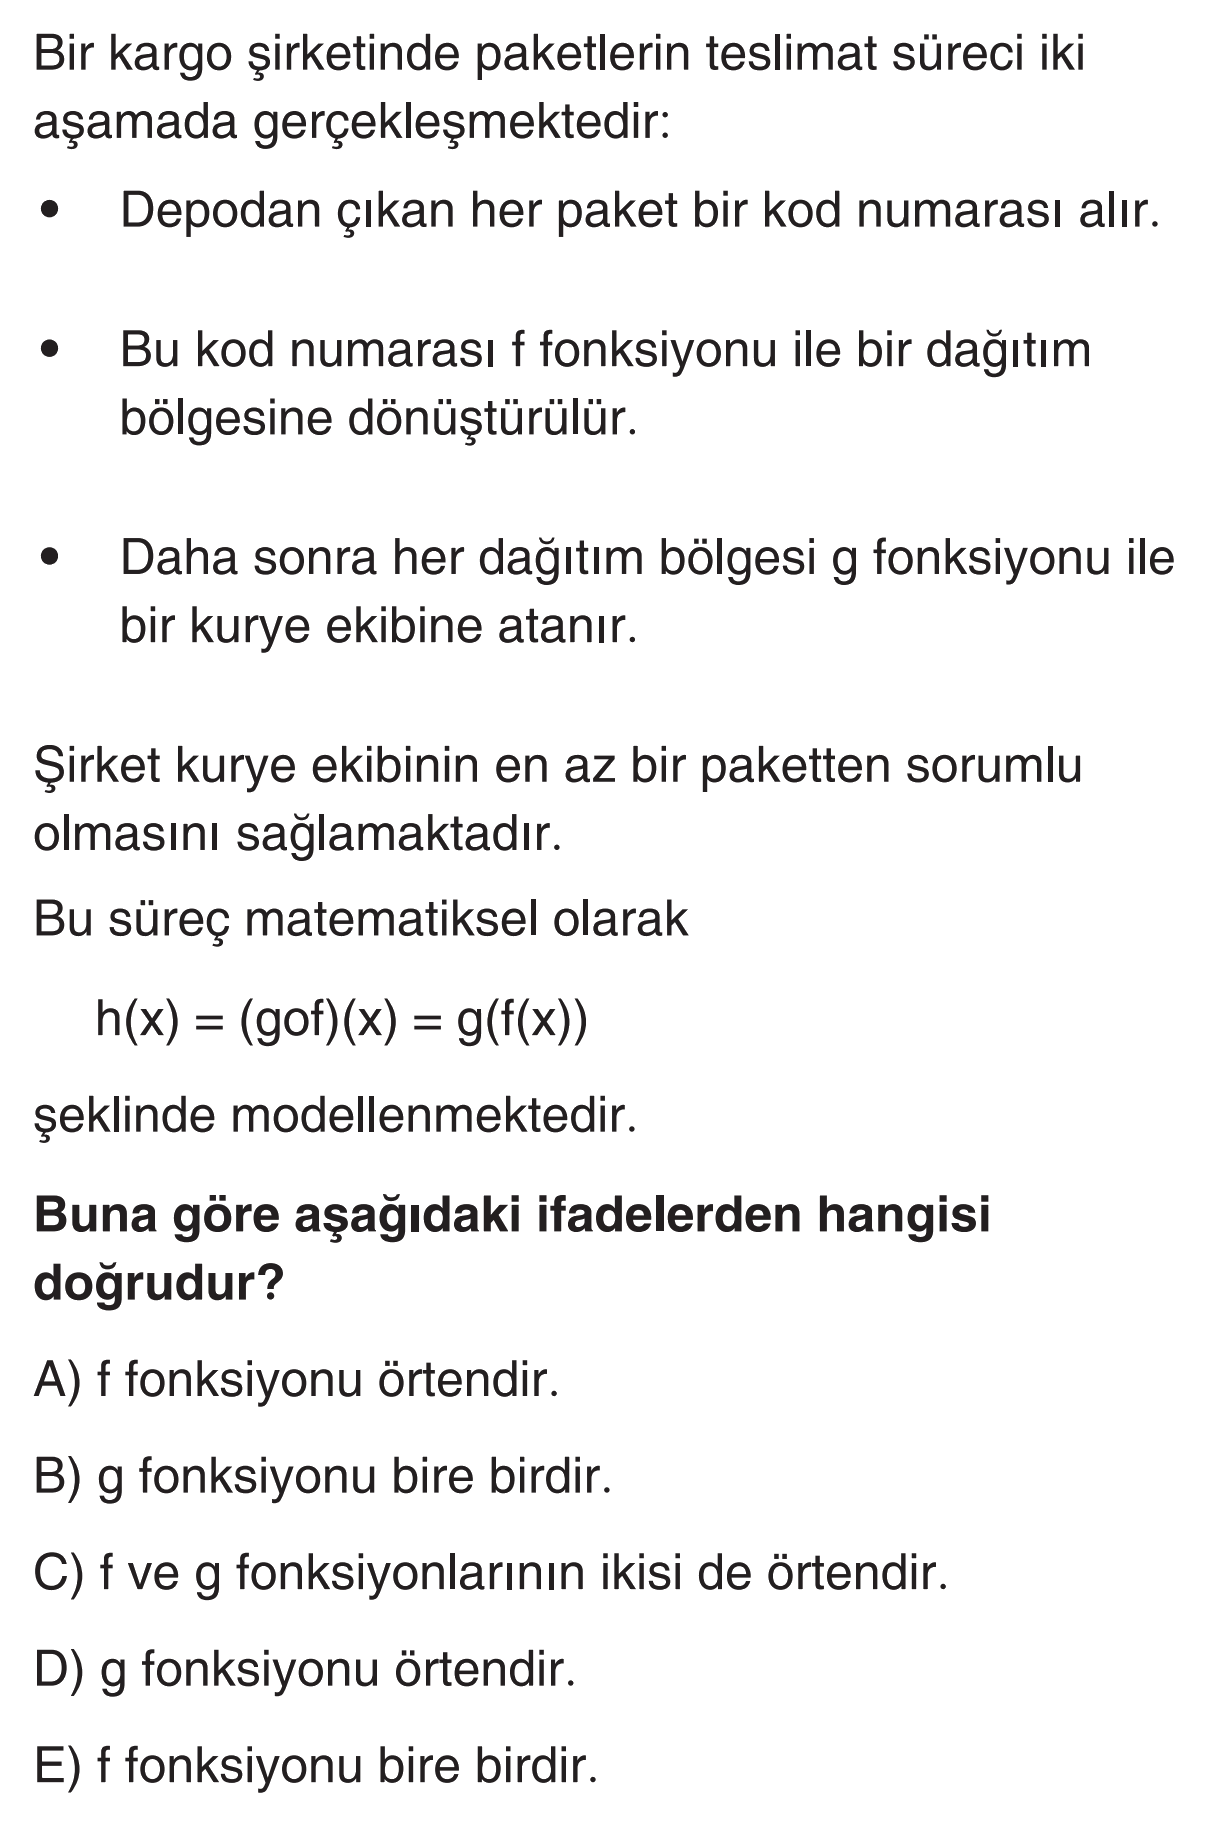 Bir kargo şirketinde paketlerin teslimat süreci iki
aşamada gerçekleşmektedir:
• Depodan çıkan her paket bir kod numarası alır.
• Bu kod numarası f fonksiyonu ile bir dağıtım
bölgesine dönüştürülür.
• Daha sonra her dağıtım bölgesi g fonksiyonu ile
bir kurye ekibine atanır.
Şirket kurye ekibinin en az bir paketten sorumlu
olmasını sağlamaktadır.
Bu süreç matematiksel olarak
h(x) = (gof)(x) = g(f(x))
şeklinde modellenmektedir.
Buna göre aşağıdaki ifadelerden hangisi
doğrudur?
A) f fonksiyonu örtendir.
B) g fonksiyonu bire birdir.
C) f ve g fonksiyonlarının ikisi de örtendir.
D) g fonksiyonu örtendir.
E) f fonksiyonu bire birdir.